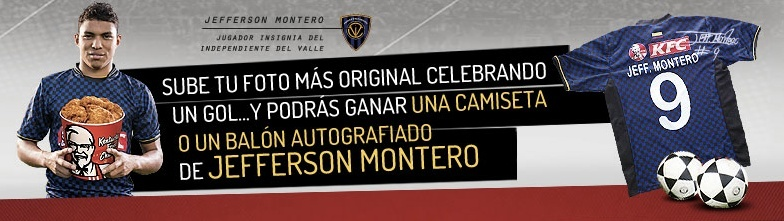 JEFFERSON MONTERO
JUGADOR INSIGNIA DEL
INDEPENDIENTE DEL VALLE
SUBE TU FOTO MÁS ORIGINAL CELEBRANDO
UN GOL...Y PODRÁS GANAR UNA CAMISETA
O UN BALÓN AUTOGRAFIADO
DE JEFFERSON MONTERO
KFC
JEFF. MONTERO
9